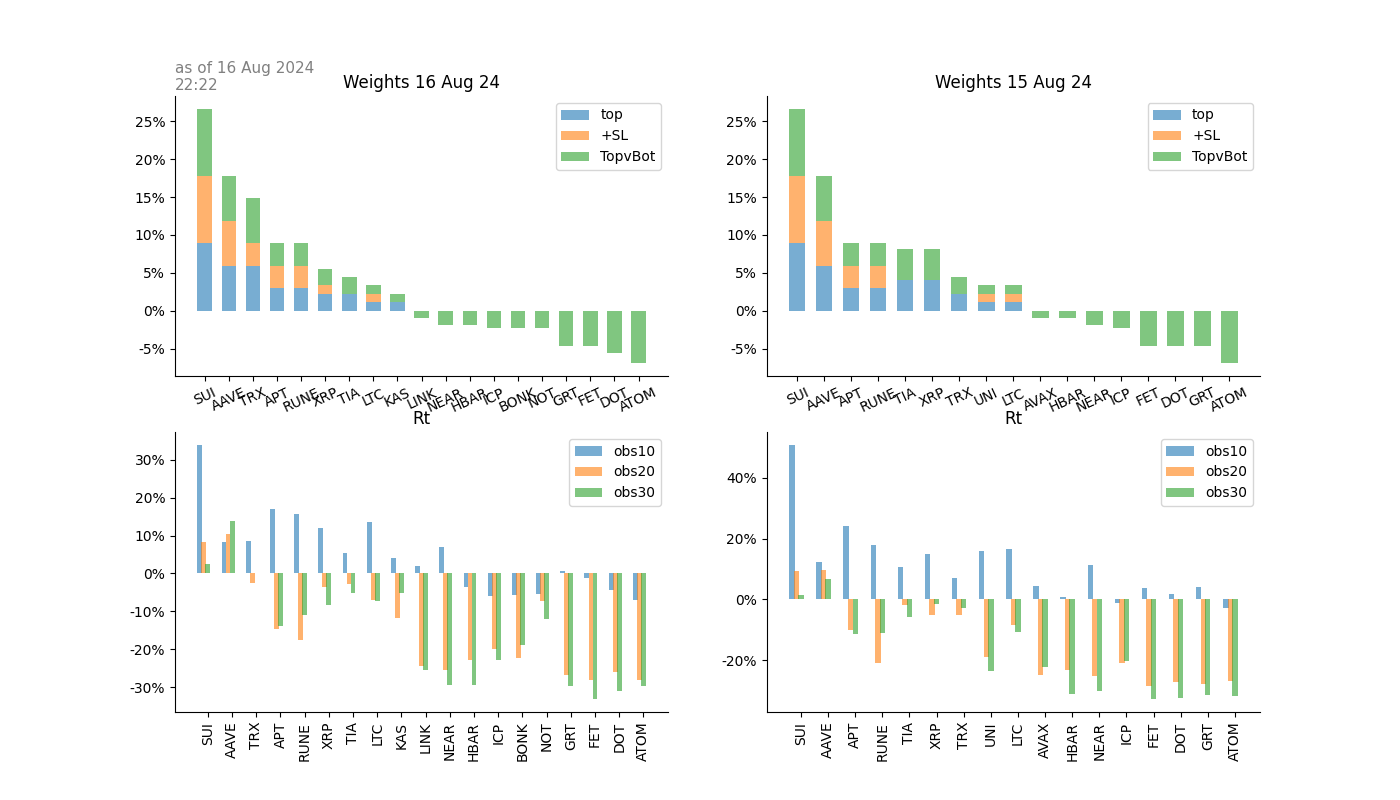 as of 16 Aug 2024
22:22
Weights 16 Aug 24
25%
20%
15%
10%
5%
0%
-5%
top
+SL
TopvBot
SUI AAVE TRX APT RUNE XRP TIA LTC KAS LINK NEAR HBAR ICP BONK NOT GRT FET DOT ATOM
Weights 15 Aug 24
25%
20%
15%
10%
5%
0%
-5%
top
+SL
TopvBot
SUI AAVE APT RUNE TIA XRP TRX UNI LTC AVAX HBAR NEAR ICP FET DOT GRT ATOM
Rt
30%
20%
10%
0%
-10%
-20%
-30%
obs10
obs20
obs30
SUI AAVE TRX APT RUNE XRP TIA LTC KAS LINK NEAR HBAR ICP BONK NOT GRT FET DOT ATOM
Rt
40%
20%
0%
-20%
obs10
obs20
obs30
SUI AAVE APT RUNE TIA XRP TRX UNI LTC AVAX HBAR NEAR ICP FET DOT GRT ATOM